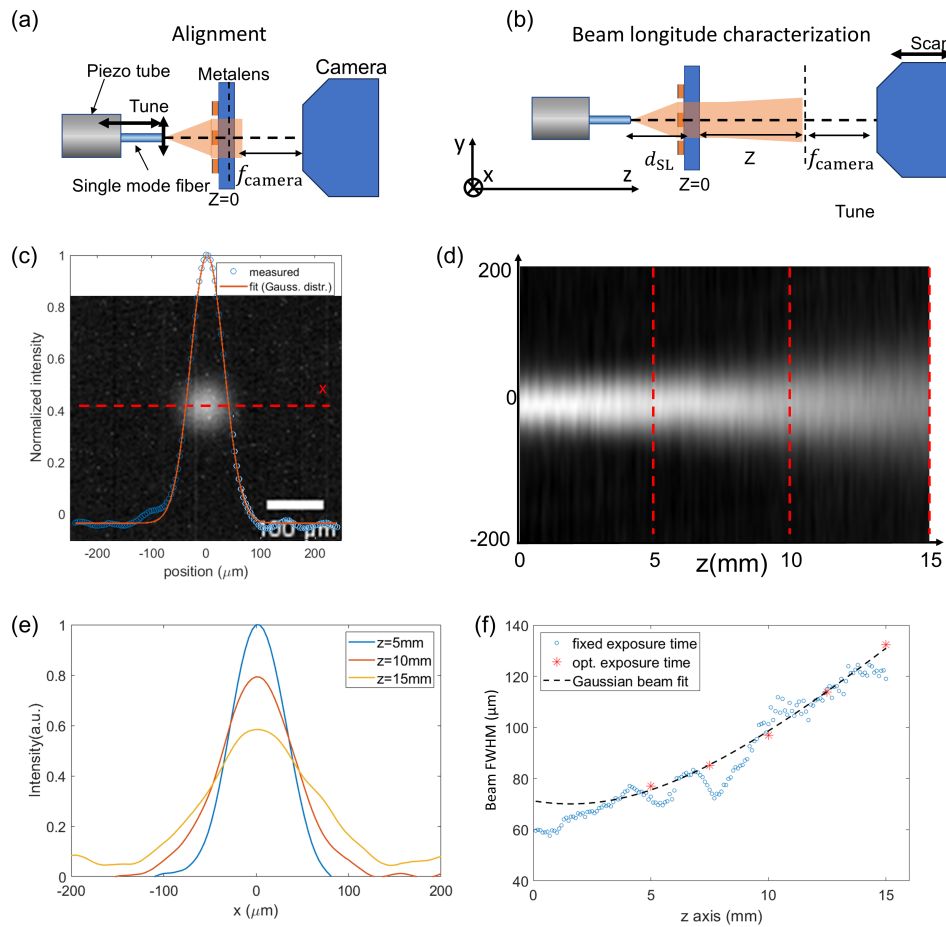 (a)
Alignment
Piezo tube
Metalens
Camera
Tune
f_camera
Single mode fiber
Z=0
(b)
Beam longitude characterization
Scan
y
x
z
d_SL
Z
f_camera
Z=0
Tune
(c)
1
0.8
0.6
0.4
0.2
0
Normalized intensity
measured
fit (Gauss. distr.)
x
100 μm
-200
-100
0
100
200
position (μm)
(d)
200
0
-200
5
z(mm)
10
15
(e)
1
0.8
0.6
0.4
0.2
0
Intensity(a.u.)
z=5mm
z=10mm
z=15mm
-200
-100
0
100
200
x (μm)
(f)
140
120
100
80
60
40
Beam FWHM (μm)
fixed exposure time
opt. exposure time
Gaussian beam fit
0
5
10
15
z axis (mm)